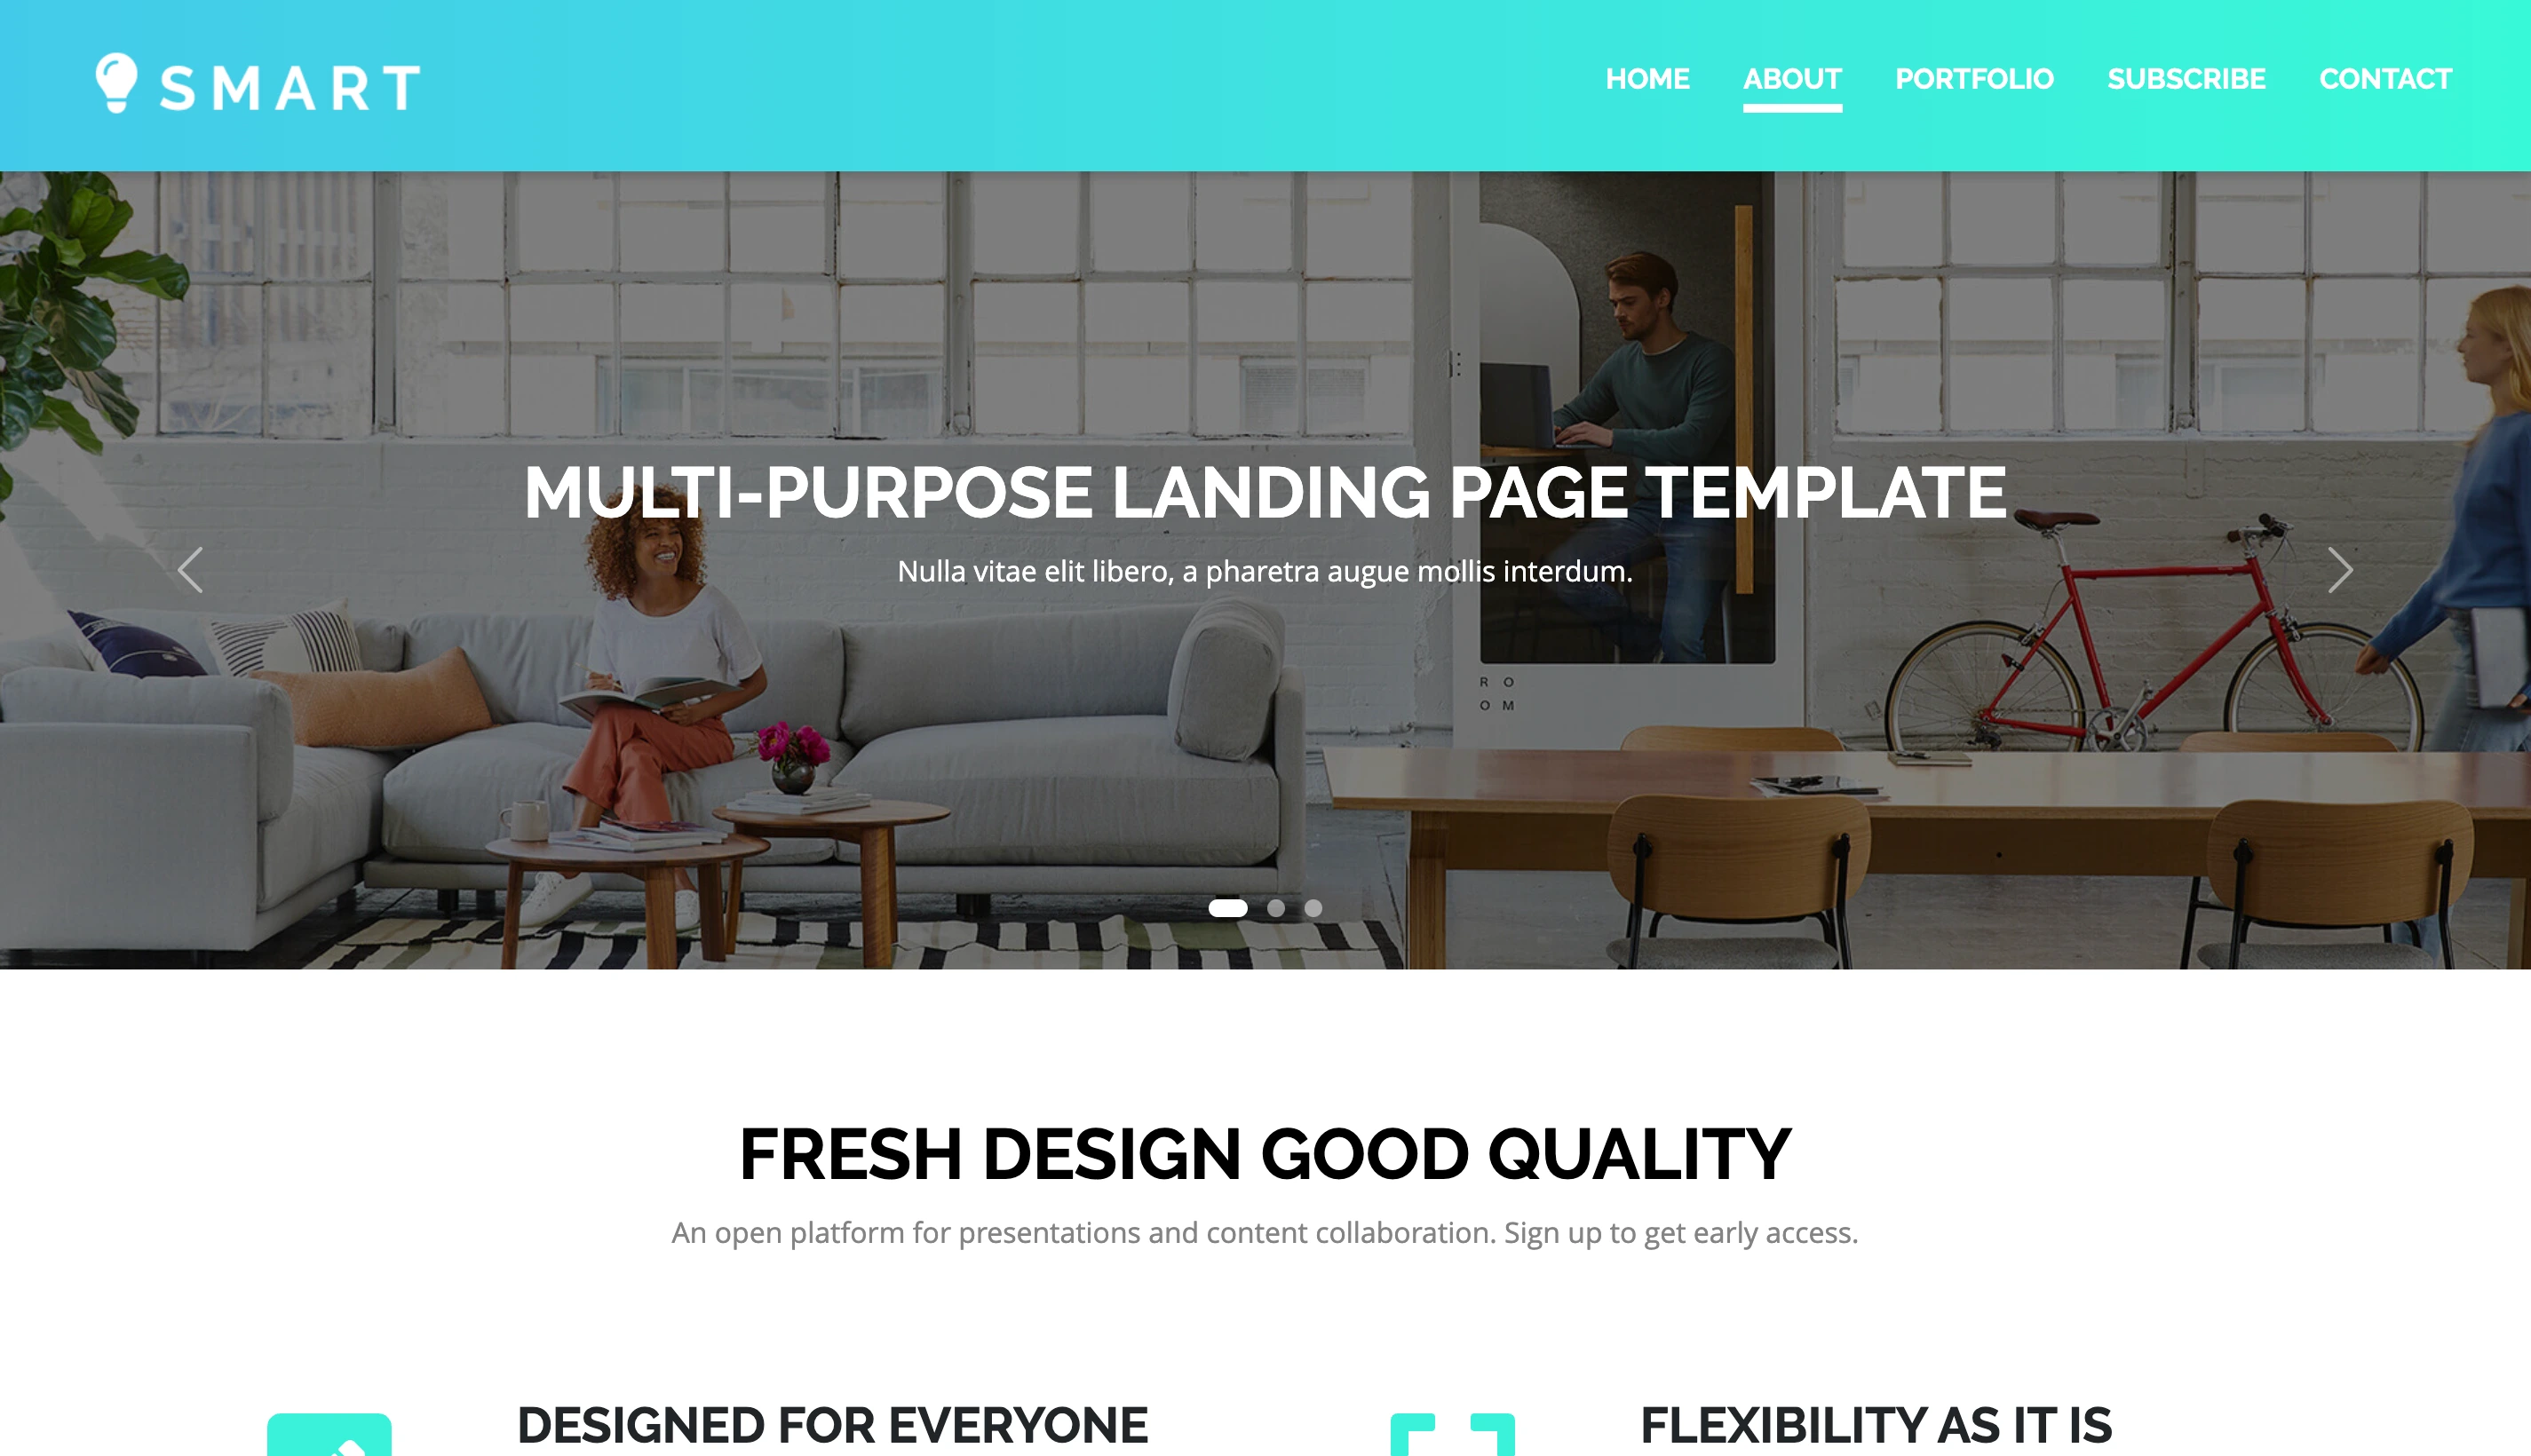 SMART
HOME ABOUT PORTFOLIO SUBSCRIBE CONTACT
MULTI-PURPOSE LANDING PAGE TEMPLATE
Nulla vitae elit libero, a pharetra augue mollis interdum.
R O
O M
FRESH DESIGN GOOD QUALITY
An open platform for presentations and content collaboration. Sign up to get early access.
DESIGNED FOR EVERYONE
FLEXIBILITY AS IT IS